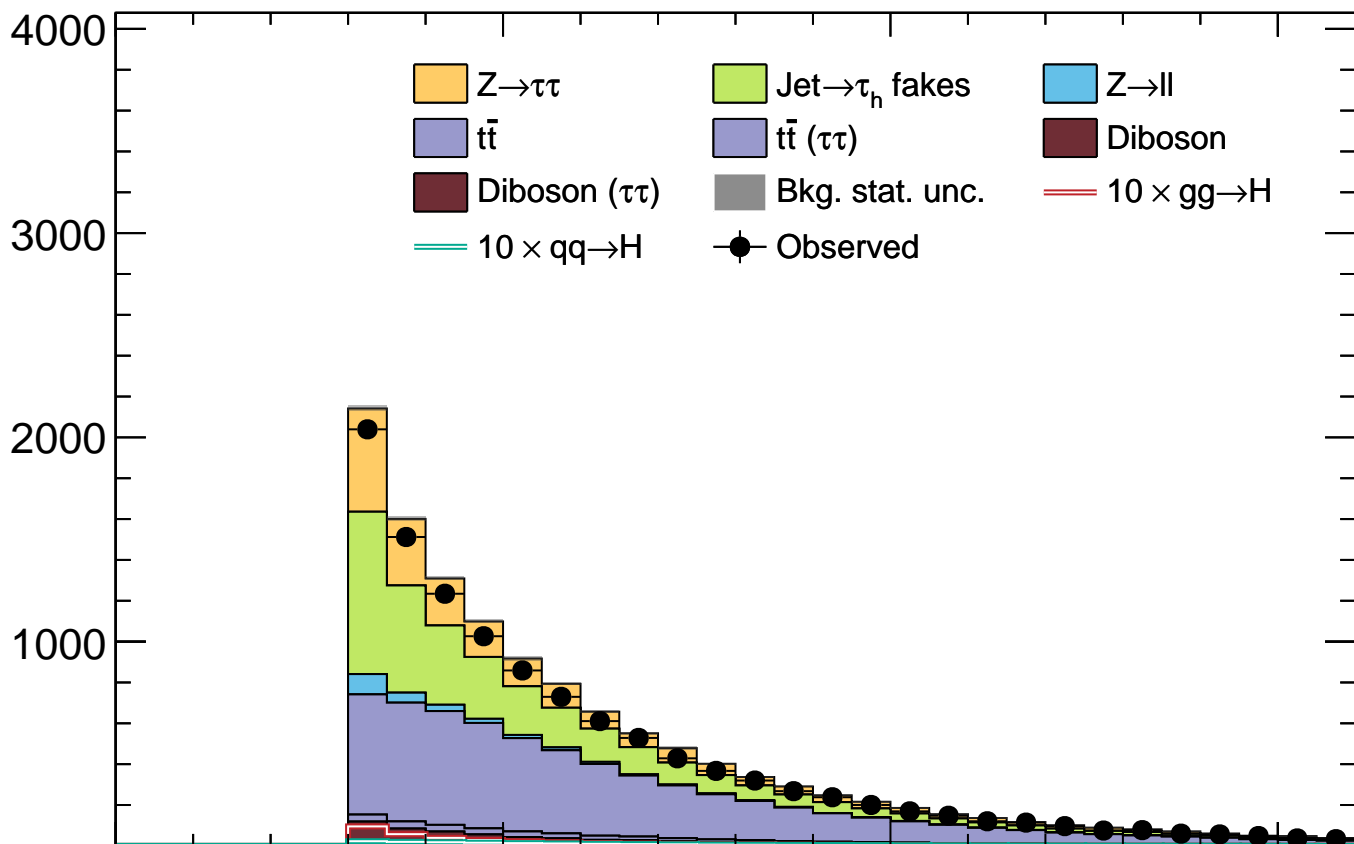 4000
Z→ττ Jet→τh fakes Z→ll
tt̄ tt̄ (ττ) Diboson
Diboson (ττ) Bkg. stat. unc. 10 × gg→H
3000
10 × qq→H Observed
2000
1000